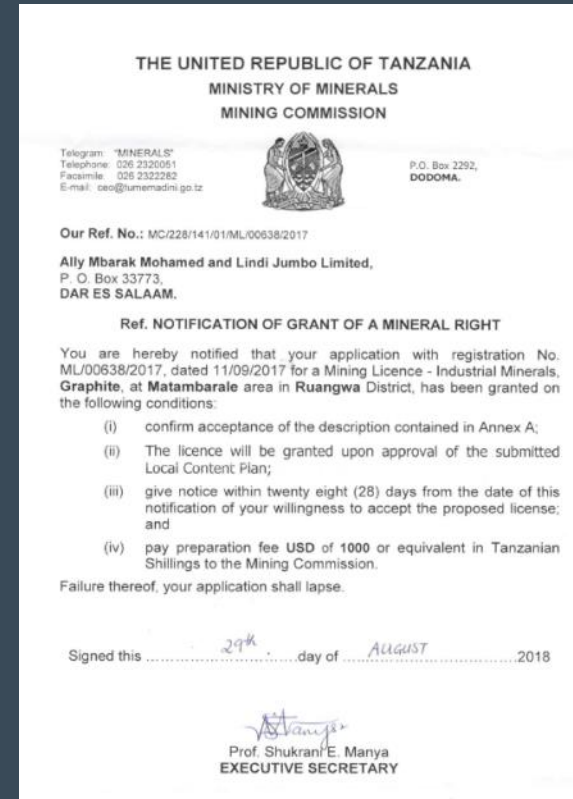 THE UNITED REPUBLIC OF TANZANIA
MINISTRY OF MINERALS
MINING COMMISSION
Telegram: "MINERALS"
Telephone: 026 2320051
Facsimile: 026 2322282
E-mail: ceo@tumemadini.go.tz
P.O. Box 2292,
DODOMA.
Our Ref. No.: MC/228/141/01/ML/00638/2017
Ally Mbarak Mohamed and Lindi Jumbo Limited,
P. O. Box 33773,
DAR ES SALAAM.
Ref. NOTIFICATION OF GRANT OF A MINERAL RIGHT
You are hereby notified that your application with registration No.
ML/00638/2017, dated 11/09/2017 for a Mining Licence - Industrial Minerals,
Graphite, at Matambarale area in Ruangwa District, has been granted on
the following conditions:
(i) confirm acceptance of the description contained in Annex A;
(ii) The licence will be granted upon approval of the submitted
Local Content Plan;
(iii) give notice within twenty eight (28) days from the date of this
notification of your willingness to accept the proposed license;
and
(iv) pay preparation fee USD of 1000 or equivalent in Tanzanian
Shillings to the Mining Commission.
Failure thereof, your application shall lapse.
Signed this 29th day of AUGUST 2018
Prof. Shukrani E. Manya
EXECUTIVE SECRETARY